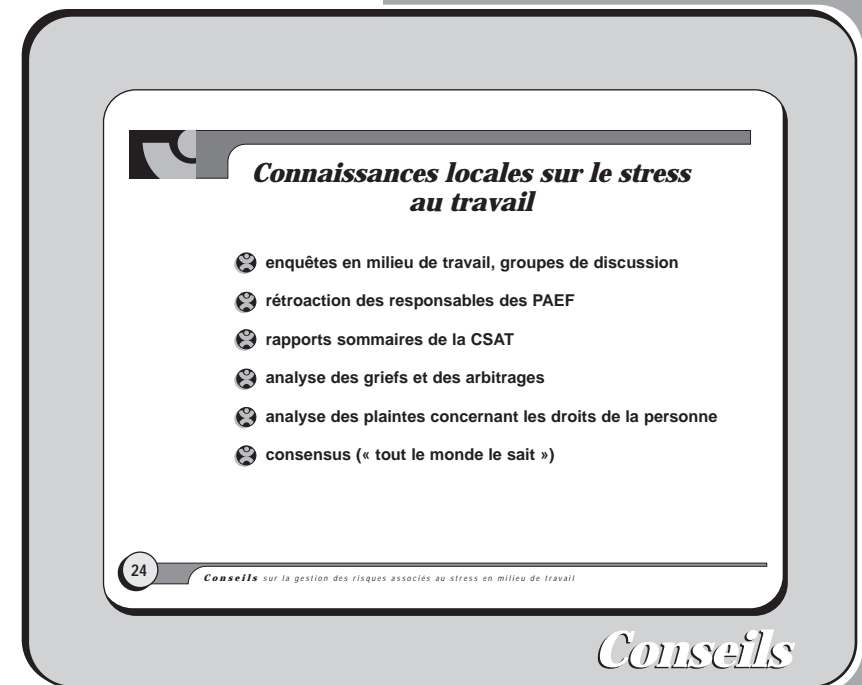 Connaissances locales sur le stress
au travail
enquêtes en milieu de travail, groupes de discussion
rétroaction des responsables des PAEF
rapports sommaires de la CSAT
analyse des griefs et des arbitrages
analyse des plaintes concernant les droits de la personne
consensus (« tout le monde le sait »)
24
Conseils sur la gestion des risques associés au stress en milieu de travail
Conseils